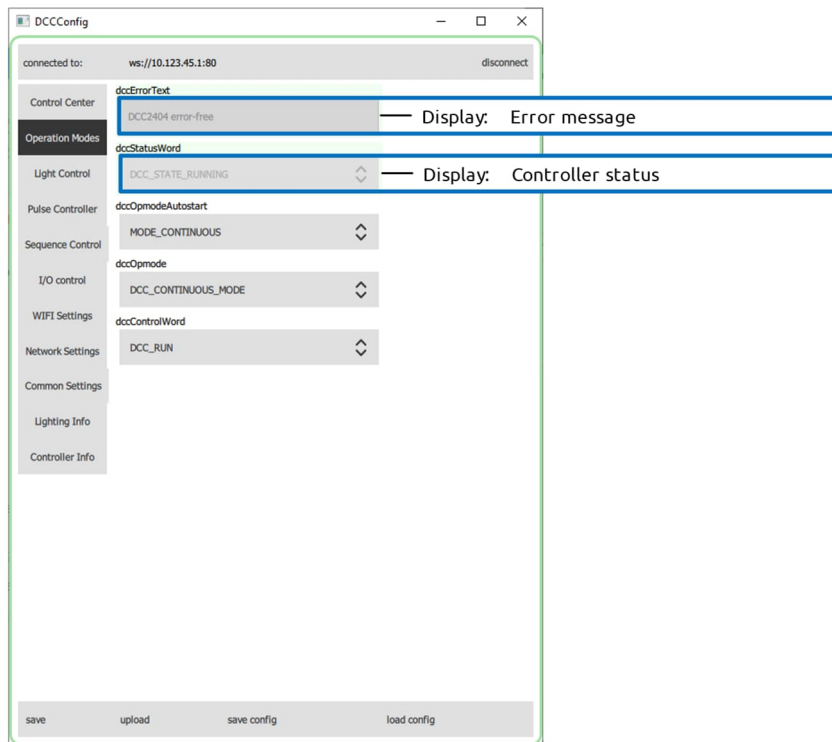 DCCConfig
connected to: ws://10.123.45.1:80 disconnect
Control Center
Operation Modes
Light Control
Pulse Controller
Sequence Control
I/O control
WIFI Settings
Network Settings
Common Settings
Lighting Info
Controller Info
dccErrorText
DCC2404 error-free
Display: Error message
dccStatusWord
DCC_STATE_RUNNING
Display: Controller status
dccOpmodeAutostart
MODE_CONTINUOUS
dccOpmode
DCC_CONTINUOUS_MODE
dccControlWord
DCC_RUN
save upload save config load config